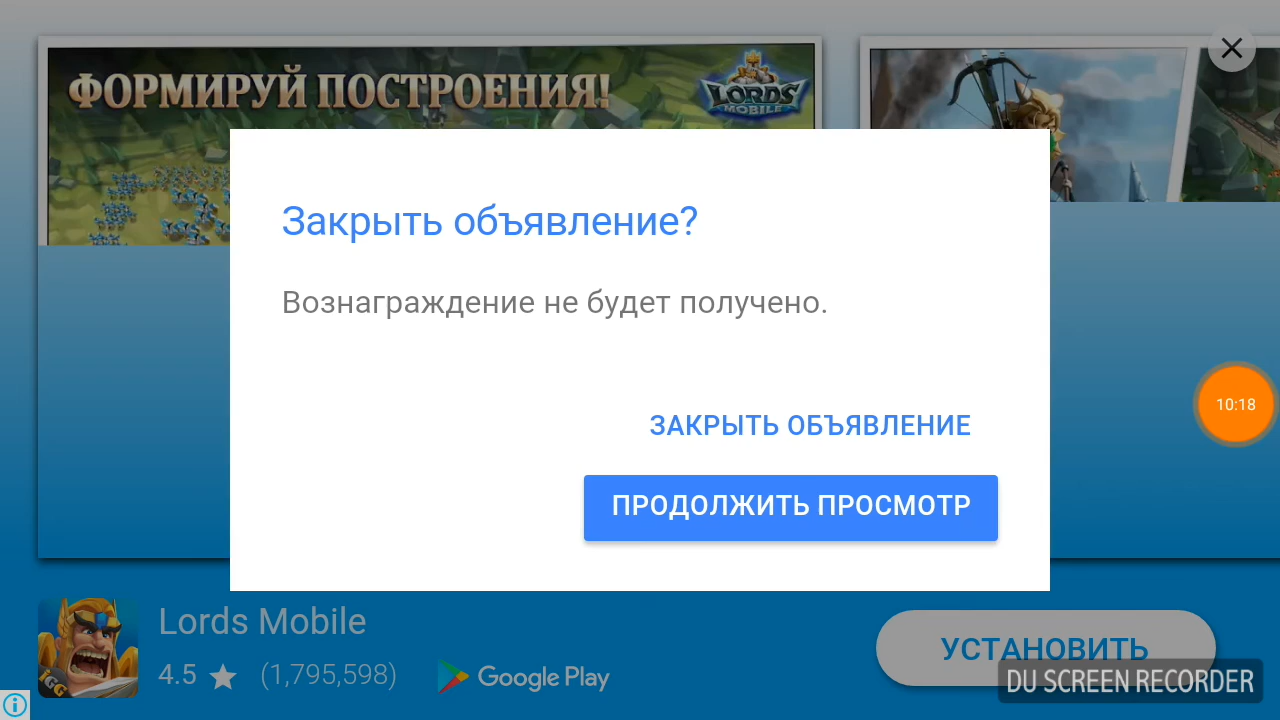 ФОРМИРУЙ ПОСТРОЕНИЯ!
LORDS
MOBILE
Закрыть объявление?
Вознаграждение не будет получено.
ЗАКРЫТЬ ОБЪЯВЛЕНИЕ
ПРОДОЛЖИТЬ ПРОСМОТР
10:18
IGG
Lords Mobile
4.5 ★ (1,795,598) Google Play
УСТАНОВИТЬ
DU SCREEN RECORDER